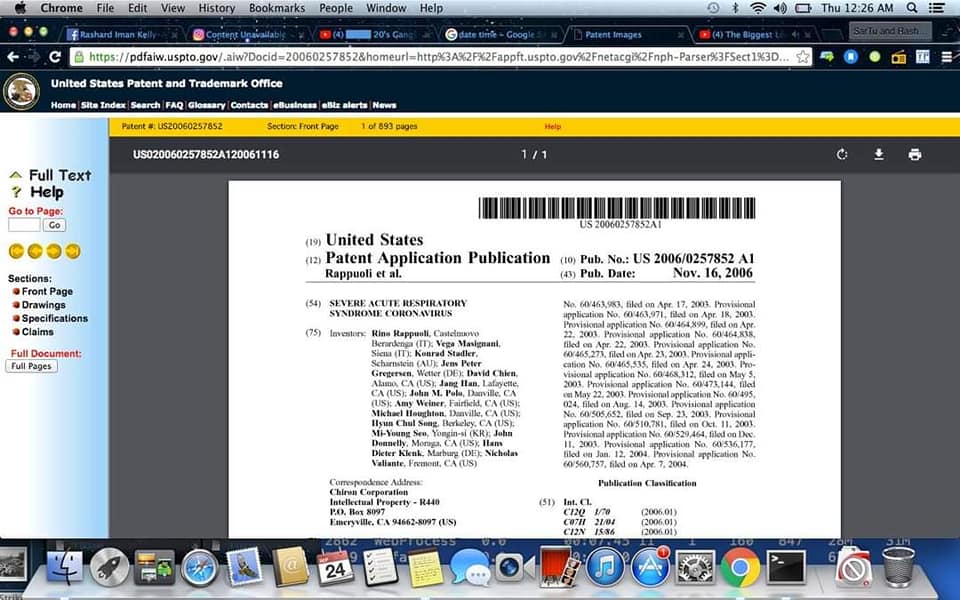 Chrome File Edit View History Bookmarks People Window Help Thu 12:26 AM
Rashard Iman Kelly - Content Unavailable (4) 20's Gang date time - Google S Patent Images (4) The Biggest L SarTu and Rash
https://pdfaiw.uspto.gov/.aiw?Docid=20060257852&homeurl=http%3A%2F%2Fappft.uspto.gov%2Fnetacgi%2Fnph-Parser%3FSect1%3D...
United States Patent and Trademark Office
Home|Site Index|Search|FAQ|Glossary|Contacts|eBusiness|eBiz alerts|News
Patent #: US20060257852 Section: Front Page 1 of 893 pages Help
US020060257852A120061116 1 / 1
Full Text
? Help
Go to Page:
Go
Sections:
Front Page
Drawings
Specifications
Claims
Full Document:
Full Pages
US 20060257852A1
(19) United States
(12) Patent Application Publication (10) Pub. No.: US 2006/0257852 A1
Rappuoli et al. (43) Pub. Date: Nov. 16, 2006
(54) SEVERE ACUTE RESPIRATORY
SYNDROME CORONAVIRUS
(75) Inventors: Rino Rappuoli, Castelnuovo
Berardenga (IT); Vega Masignani,
Siena (IT); Konrad Stadler,
Scharnstein (AU); Jens Peter
Gregersen, Wetter (DE); David Chien,
Alamo, CA (US); Jang Han, Lafayette,
CA (US); John M. Polo, Danville, CA
(US); Amy Weiner, Fairfield, CA (US);
Michael Houghton, Danville, CA (US);
Hyun Chul Song, Berkeley, CA (US);
Mi-Young Seo, Yongin-si (KR); John
Donnelly, Moraga, CA (US); Hans
Dieter Klenk, Marburg (DE); Nicholas
Valiante, Fremont, CA (US)
Correspondence Address:
Chiron Corporation
Intellectual Property - R440
P.O. Box 8097
Emeryville, CA 94662-8097 (US)
No. 60/463,983, filed on Apr. 17, 2003. Provisional
application No. 60/463,971, filed on Apr. 18, 2003.
Provisional application No. 60/464,899, filed on Apr.
22, 2003. Provisional application No. 60/464,838,
filed on Apr. 22, 2003. Provisional application No.
60/465,273, filed on Apr. 23, 2003. Provisional appli-
cation No. 60/465,535, filed on Apr. 24, 2003. Pro-
visional application No. 60/468,312, filed on May 5,
2003. Provisional application No. 60/473,144, filed
on May 22, 2003. Provisional application No. 60/495,
024, filed on Aug. 14, 2003. Provisional application
No. 60/505,652, filed on Sep. 23, 2003. Provisional
application No. 60/510,781, filed on Oct. 11, 2003.
Provisional application No. 60/529,464, filed on Dec.
11, 2003. Provisional application No. 60/536,177,
filed on Jan. 12, 2004. Provisional application No.
60/560,757, filed on Apr. 7, 2004.
Publication Classification
(51) Int. Cl.
C12Q 1/70 (2006.01)
C07H 21/04 (2006.01)
C12N 15/86 (2006.01)
24
1